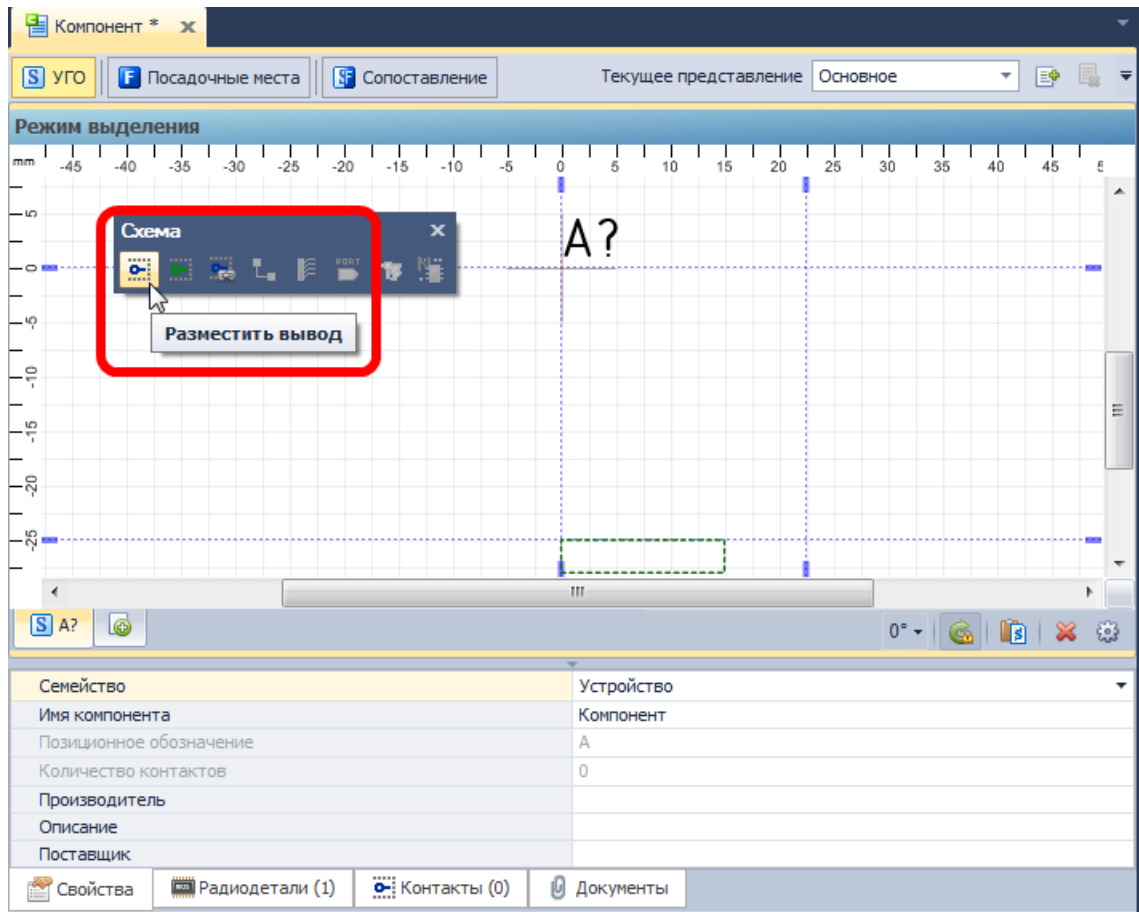 Компонент *
УГО Посадочные места Сопоставление Текущее представление Основное
Режим выделения
mm -45 -40 -35 -30 -25 -20 -15 -10 -5 0 5 10 15 20 25 30 35 40 45
5
Схема
A?
PORT
0
Разместить вывод
-5
-10
-15
-20
-25
A? 0°
Семейство Устройство
Имя компонента Компонент
Позиционное обозначение A
Количество контактов 0
Производитель
Описание
Поставщик
Свойства Радиодетали (1) Контакты (0) Документы